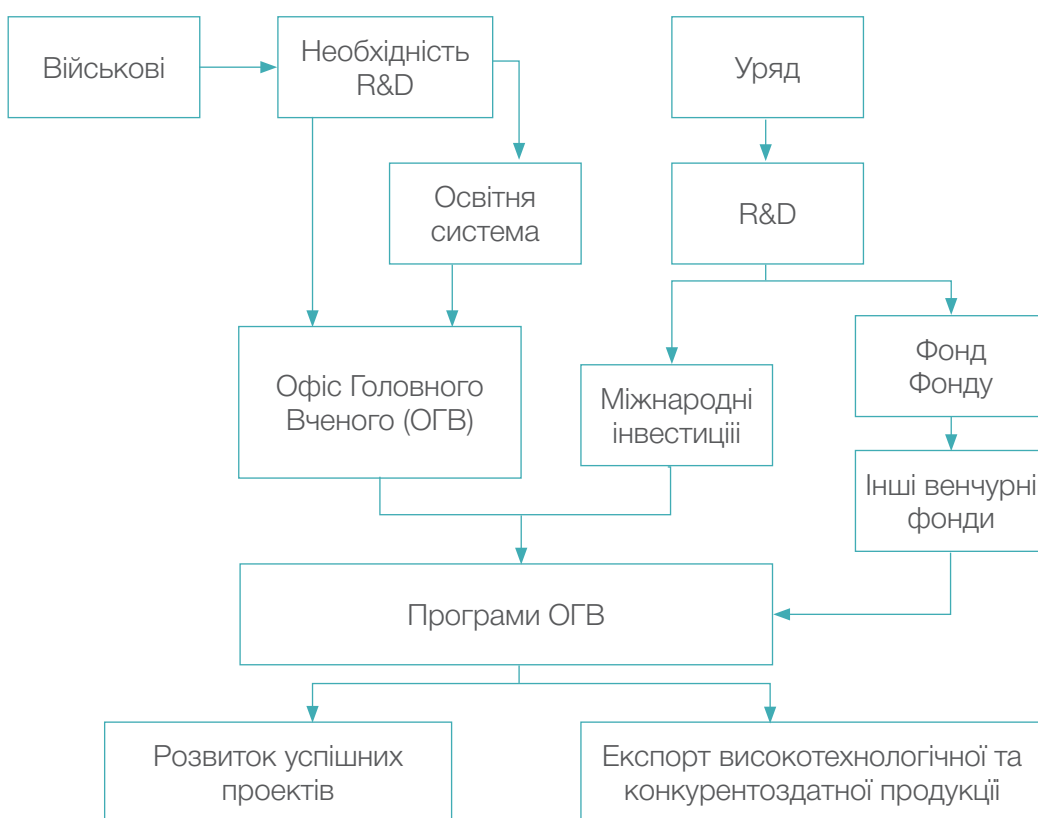 Військові
Необхідність
R&D
Уряд
Освітня
система
R&D
Офіс Головного
Вченого (ОГВ)
Міжнародні
інвестиціїі
Фонд
Фонду
Інші венчурні
фонди
Програми ОГВ
Розвиток успішних
проектів
Експорт високотехнологічної та
конкурентоздатної продукції